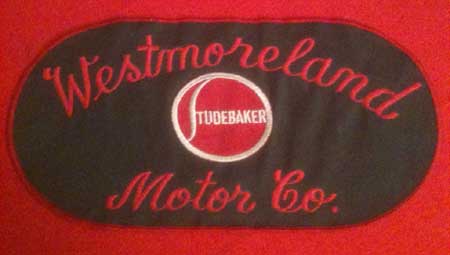 Westmoreland
STUDEBAKER
Motor Co.